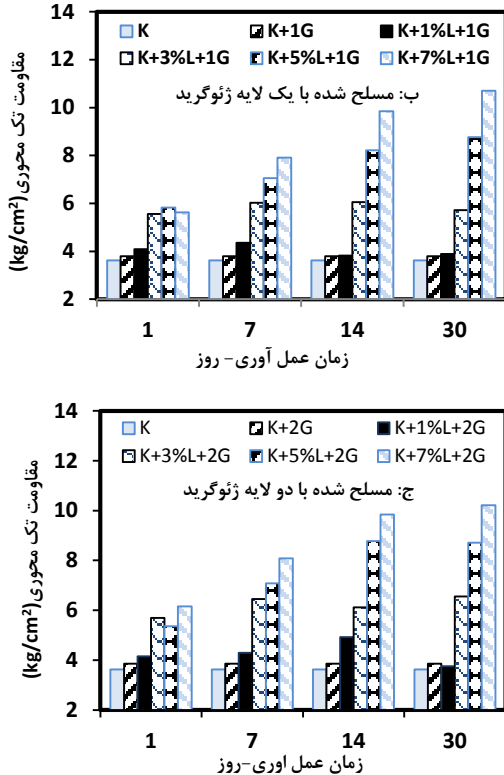 14
12
10
8
6
4
2
K K+1G K+1%L+1G
K+3%L+1G K+5%L+1G K+7%L+1G
ب: مسلح شده با یک لایه ژئوگرید
مقاومت تک محوری(kg/cm²)
1 7 14 30
زمان عمل آوری- روز
14
12
10
8
6
4
2
K K+2G K+1%L+2G
K+3%L+2G K+5%L+2G K+7%L+2G
ج: مسلح شده با دو لایه ژئوگرید
مقاومت تک محوری(kg/cm²)
1 7 14 30
زمان عمل اوری-روز